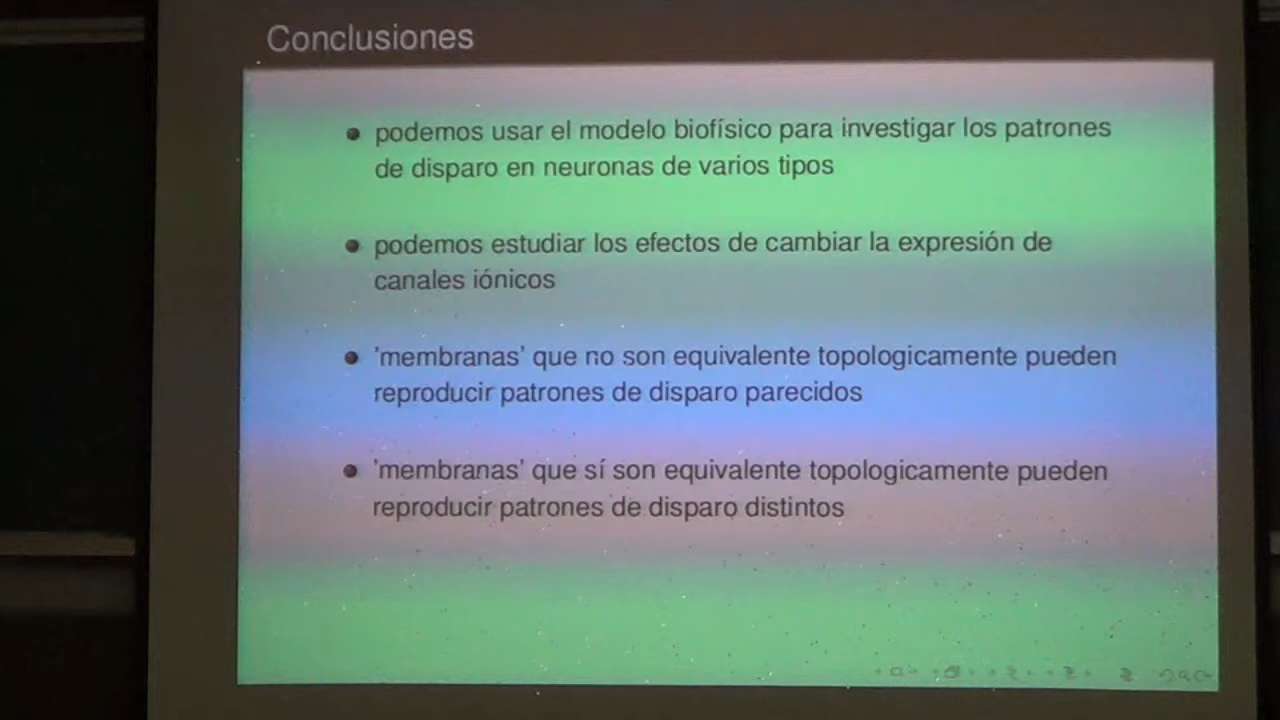 Conclusiones
• podemos usar el modelo biofísico para investigar los patrones
de disparo en neuronas de varios tipos
• podemos estudiar los efectos de cambiar la expresión de
canales iónicos
• 'membranas' que no son equivalente topologicamente pueden
reproducir patrones de disparo parecidos
• 'membranas' que sí son equivalente topologicamente pueden
reproducir patrones de disparo distintos